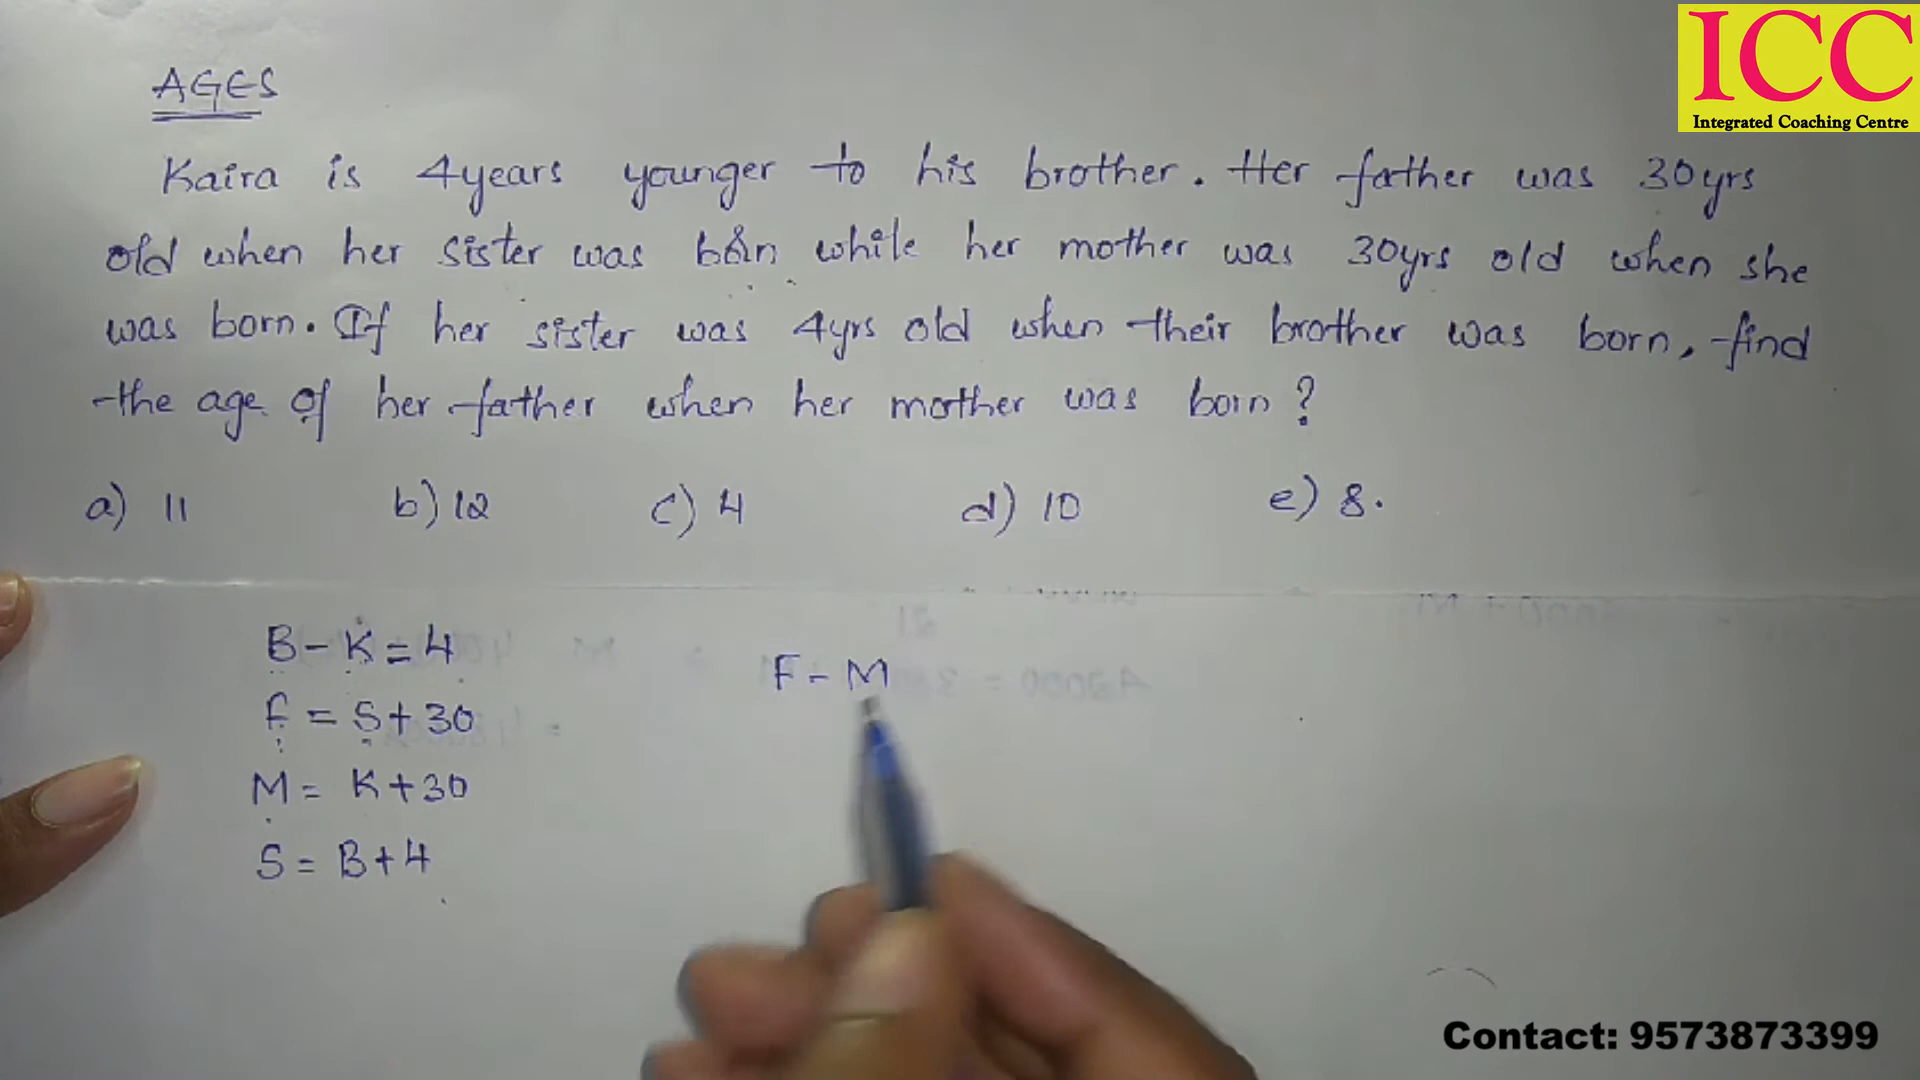 ICC
Integrated Coaching Centre
AGES
Kaira is 4years younger to his brother. Her father was 30yrs
old when her sister was born while her mother was 30yrs old when she
was born. If her sister was 4yrs old when their brother was born, find
the age of her father when her mother was born?
a) 11 b) 12 c) 4 d) 10 e) 8.
B - K = 4
F = S + 30
M = K + 30
S = B + 4
F - M
Contact: 9573873399